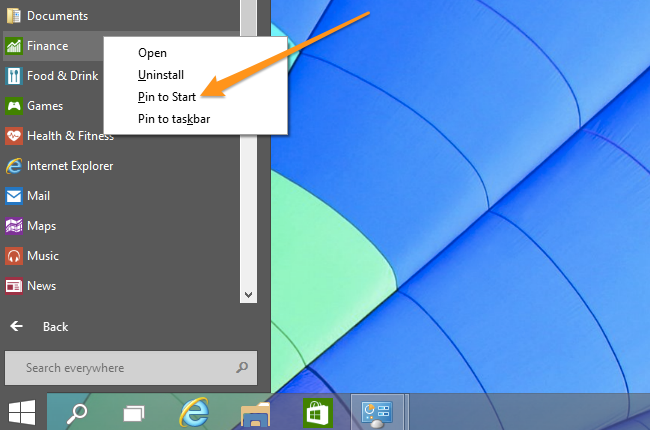 Documents
Finance
Food & Drink
Games
Health & Fitness
Internet Explorer
Mail
Maps
Music
News
Back
Search everywhere
Open
Uninstall
Pin to Start
Pin to taskbar